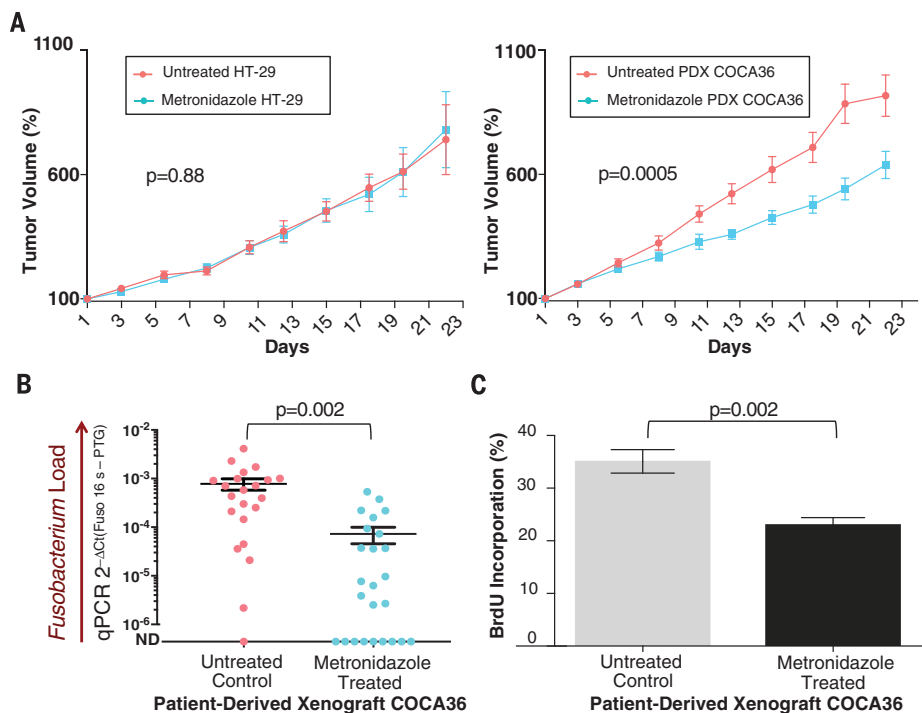 A
1100
600
100
Tumor Volume (%)
Untreated HT-29
Metronidazole HT-29
p=0.88
1 3 5 7 9 11 13 15 17 19 21 23
Days
1100
600
100
Tumor Volume (%)
Untreated PDX COCA36
Metronidazole PDX COCA36
p=0.0005
1 3 5 7 9 11 13 15 17 19 21 23
Days
B
p=0.002
Fusobacterium Load
qPCR 2-ΔCt(Fuso 16 s – PTG)
10-2
10-3
10-4
10-5
10-6
ND
Untreated Control
Metronidazole Treated
Patient-Derived Xenograft COCA36
C
p=0.002
BrdU Incorporation (%)
40
30
20
10
0
Untreated Control
Metronidazole Treated
Patient-Derived Xenograft COCA36